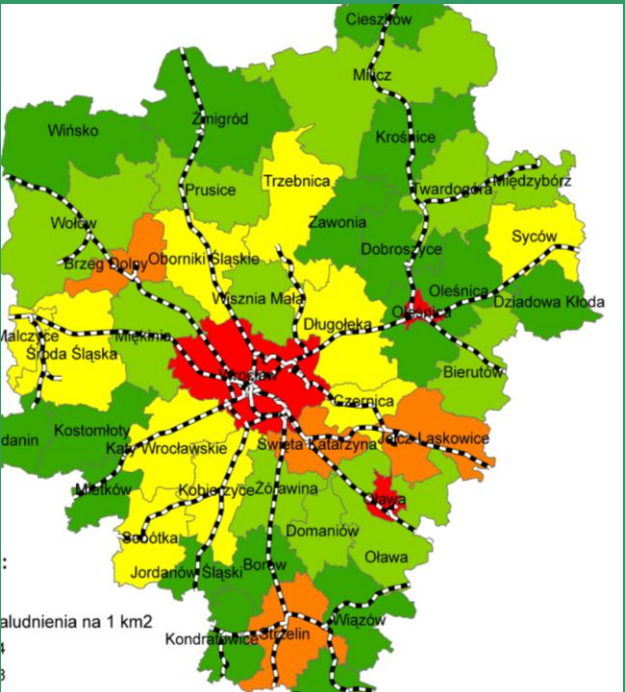 Cieszków
Milicz
Żmigród
Wińsko
Krośnice
Prusice
Trzebnica
Twardogóra
Międzybórz
Wołów
Zawonia
Syców
Brzeg Dolny
Oborniki Śląskie
Dobroszyce
Wisznia Mała
Oleśnica
Dziadowa Kłoda
Oleśnica
Długołęka
Malczyce
Miękinia
Środa Śląska
Bierutów
Wrocław
Czernica
Kostomłoty
danin
Kąty Wrocławskie
Święta Katarzyna
Jelcz-Laskowice
Mietków
Kobierzyce
Żórawina
Oława
Domaniów
Sobótka
Oława
Jordanów Śląski
Borów
:
aludnienia na 1 km2
Wiązów
Kondratowice
Strzelin